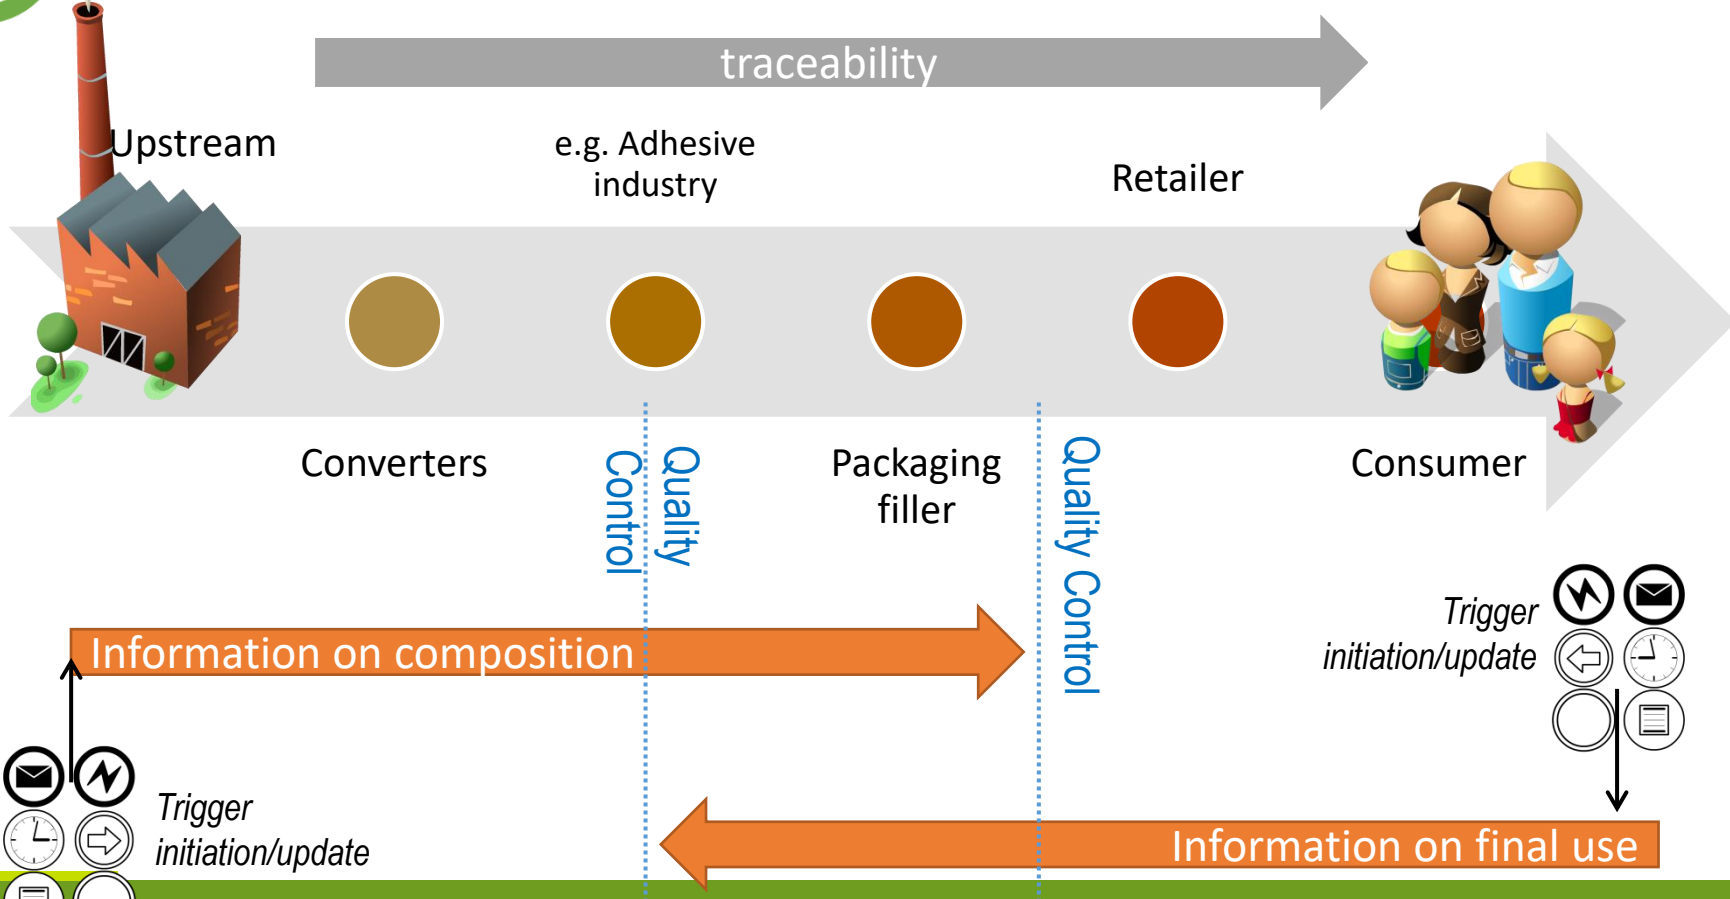 traceability
Upstream
e.g. Adhesive
industry
Retailer
Converters
Quality
Control
Packaging
filler
Quality Control
Consumer
Trigger
initiation/update
Information on composition
Trigger
initiation/update
Information on final use